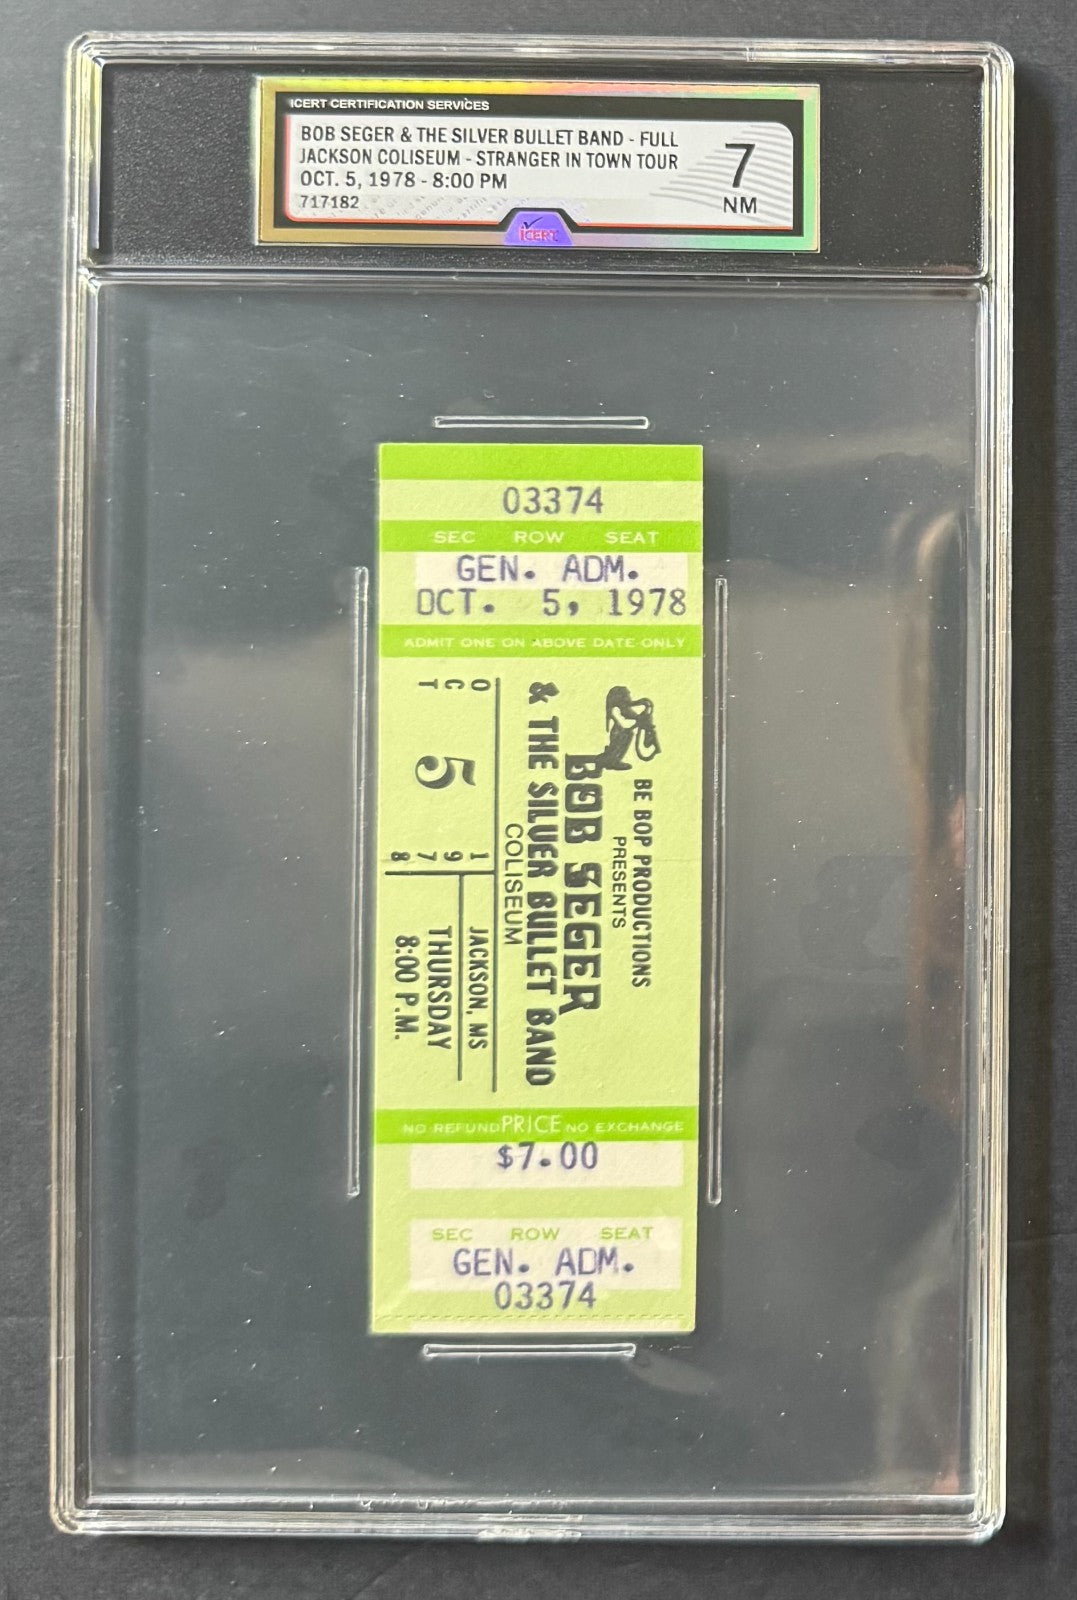 ICERT CERTIFICATION SERVICES
BOB SEGER & THE SILVER BULLET BAND - FULL
JACKSON COLISEUM - STRANGER IN TOWN TOUR
OCT. 5, 1978 - 8:00 PM
717182
7
NM
iCERT
03374
SEC ROW SEAT
GEN. ADM.
OCT. 5, 1978
ADMIT ONE ON ABOVE DATE ONLY
BE BOP PRODUCTIONS
PRESENTS
BOB SEGER
& THE SILVER BULLET BAND
COLISEUM
OCT 5 1978
JACKSON, MS
THURSDAY
8:00 P.M.
NO REFUND PRICE NO EXCHANGE
$7.00
SEC ROW SEAT
GEN. ADM.
03374